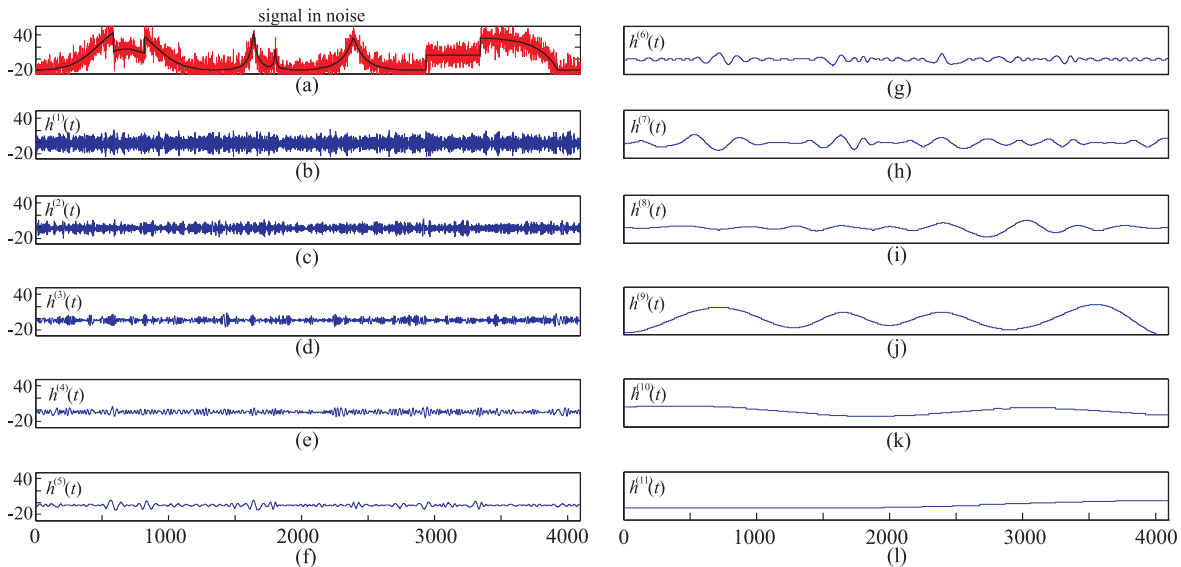 signal in noise
40
-20
(a)
40
h(1)(t)
-20
(b)
40
h(2)(t)
-20
(c)
40
h(3)(t)
-20
(d)
40
h(4)(t)
-20
(e)
40
h(5)(t)
-20
0 1000 2000 3000 4000
(f)
h(6)(t)
(g)
h(7)(t)
(h)
h(8)(t)
(i)
h(9)(t)
(j)
h(10)(t)
(k)
h(11)(t)
0 1000 2000 3000 4000
(l)